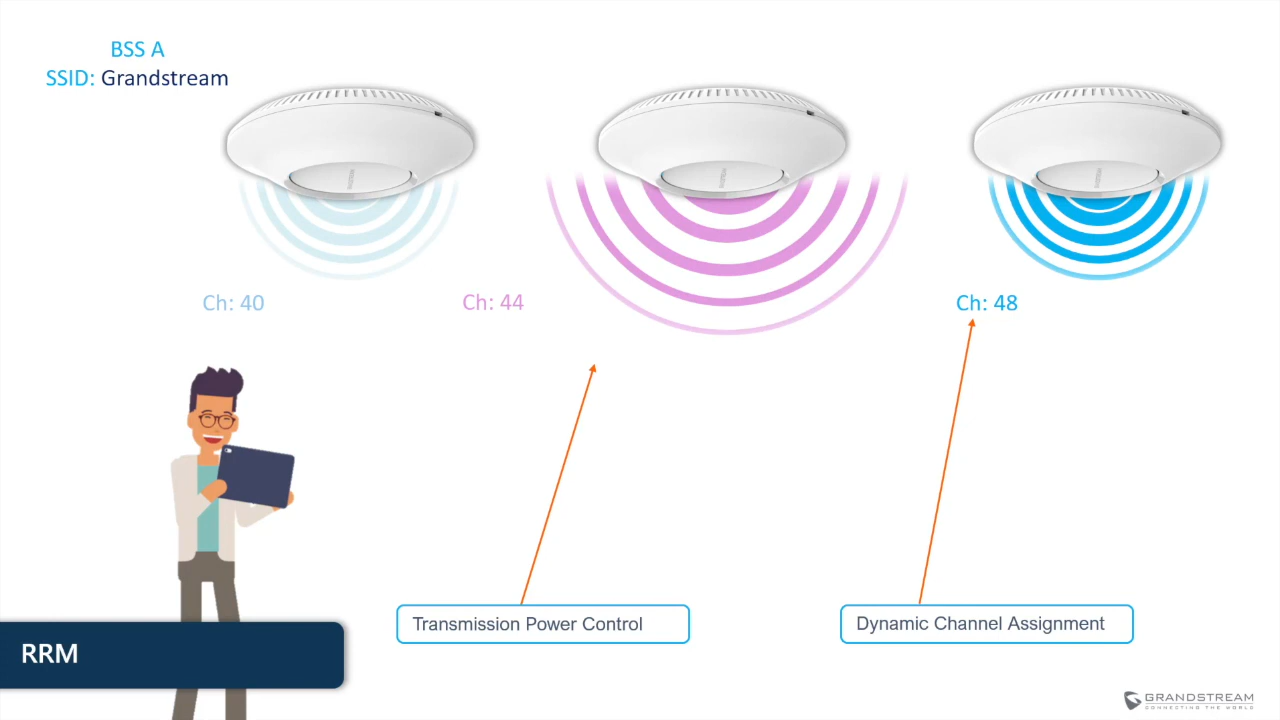 BSS A
SSID: Grandstream
Ch: 40
Ch: 44
Ch: 48
Transmission Power Control
Dynamic Channel Assignment
RRM
GRANDSTREAM
CONNECTING THE WORLD